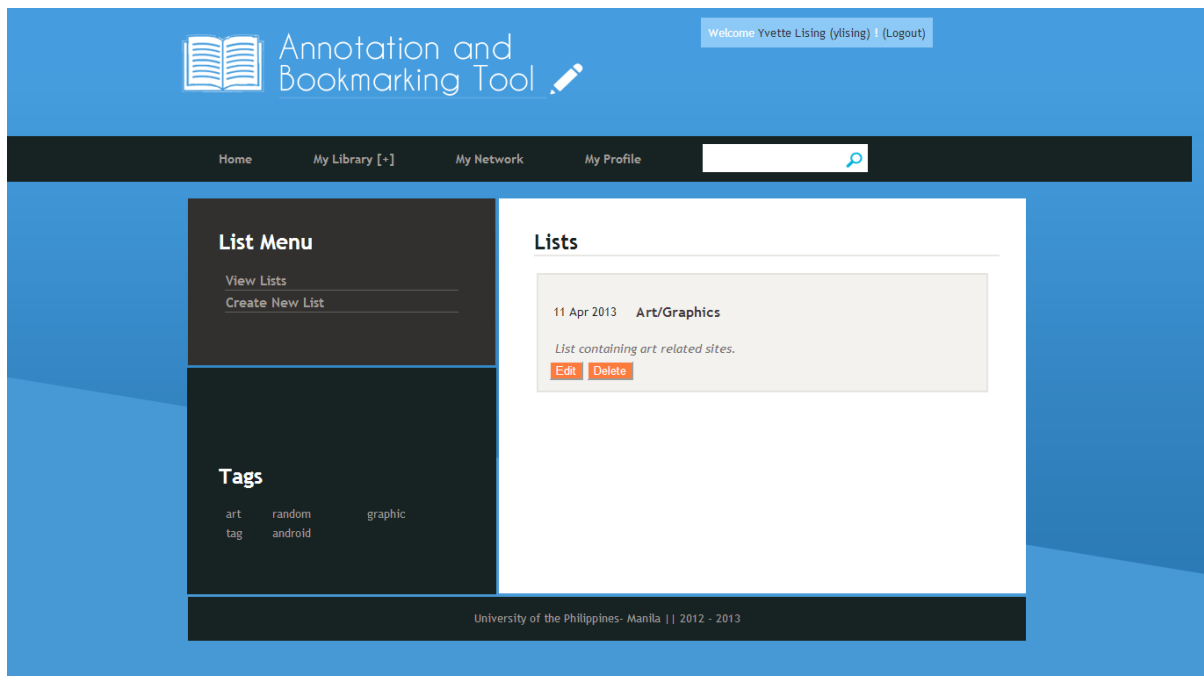 Annotation and
Bookmarking Tool
Welcome Yvette Lising (ylising) ! (Logout)
Home My Library [+] My Network My Profile
List Menu
View Lists
Create New List
Tags
art random graphic
tag android
Lists
11 Apr 2013 Art/Graphics
List containing art related sites.
Edit Delete
University of the Philippines- Manila || 2012 - 2013